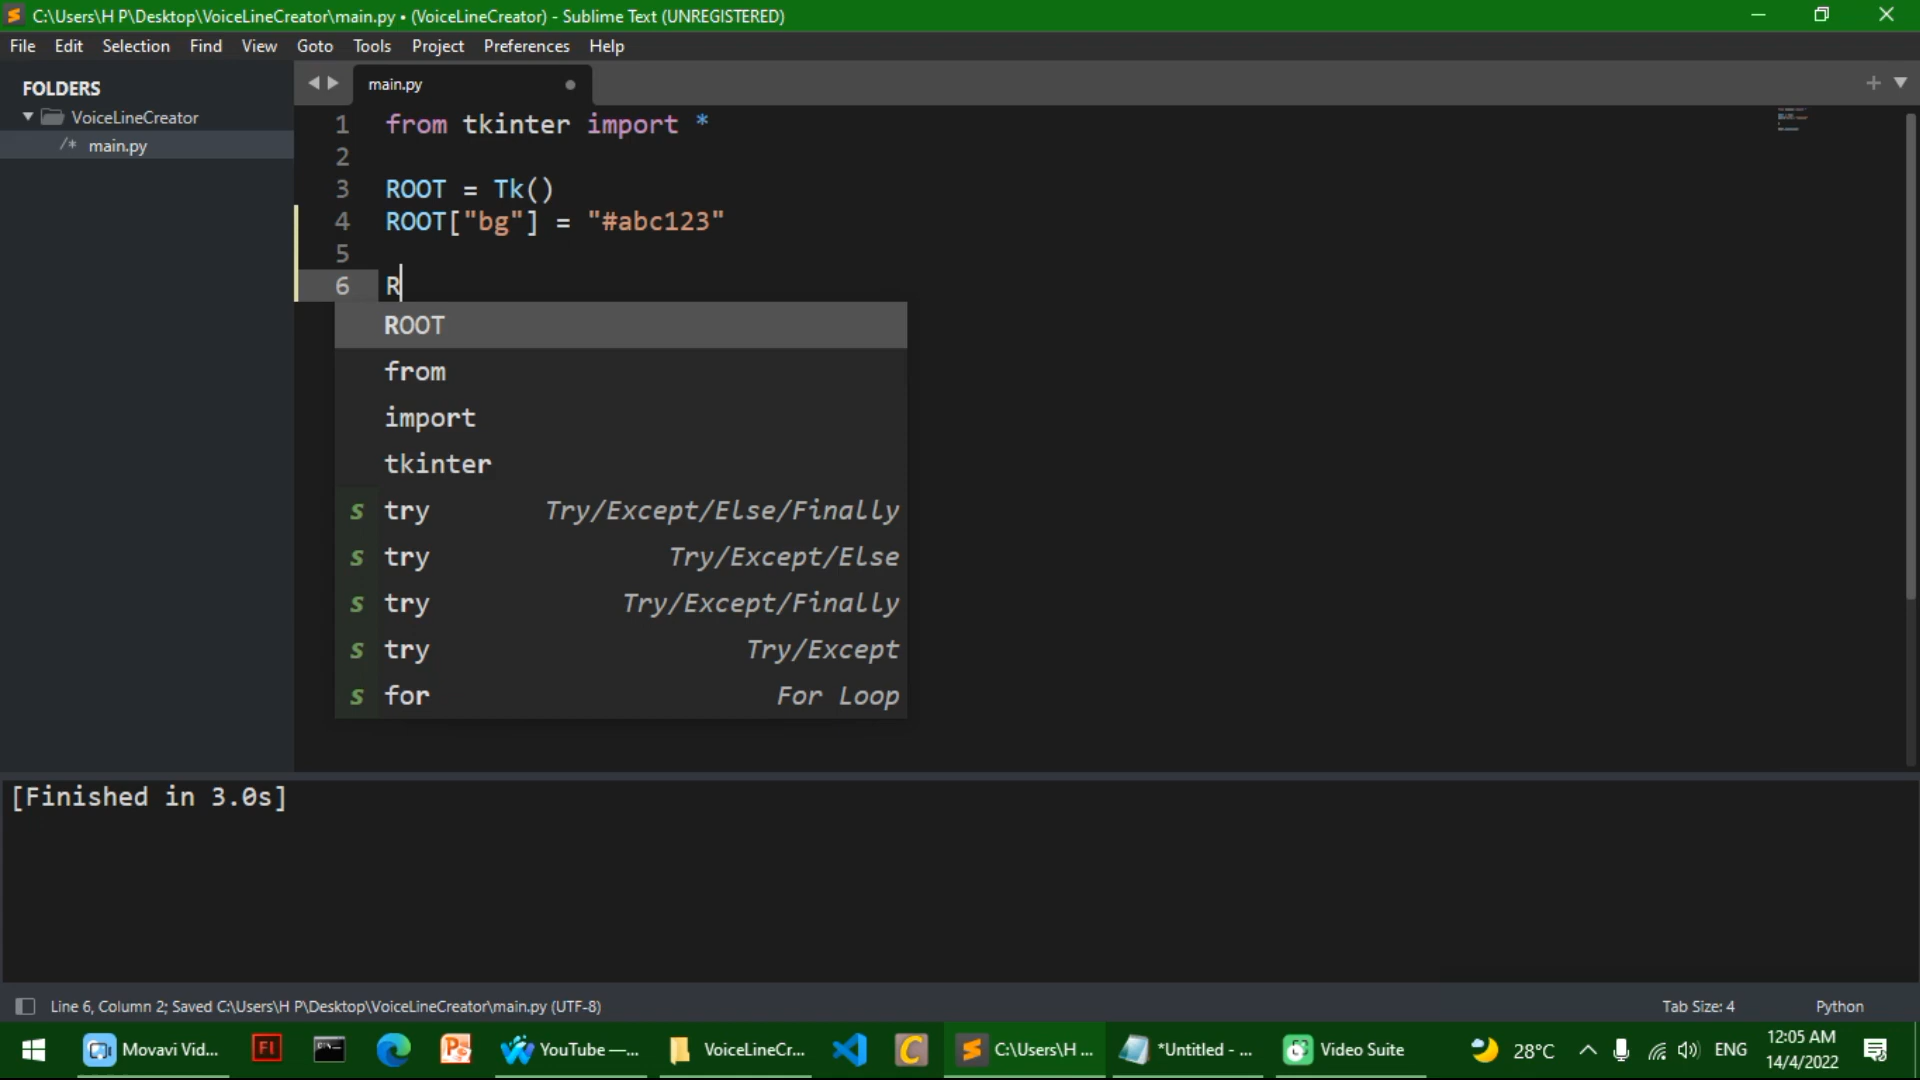 C:\Users\H P\Desktop\VoiceLineCreator\main.py • (VoiceLineCreator) - Sublime Text (UNREGISTERED)
File Edit Selection Find View Goto Tools Project Preferences Help
FOLDERS
VoiceLineCreator
/* main.py
main.py
1 from tkinter import *
2
3 ROOT = Tk()
4 ROOT["bg"] = "#abc123"
5
6 R
ROOT
from
import
tkinter
s try Try/Except/Else/Finally
s try Try/Except/Else
s try Try/Except/Finally
s try Try/Except
s for For Loop
[Finished in 3.0s]
Line 6, Column 2; Saved C:\Users\H P\Desktop\VoiceLineCreator\main.py (UTF-8) Tab Size: 4 Python
Movavi Vid... Fl YouTube —... VoiceLineCr... C:\Users\H ... *Untitled - ... Video Suite 28°C ENG 12:05 AM
14/4/2022